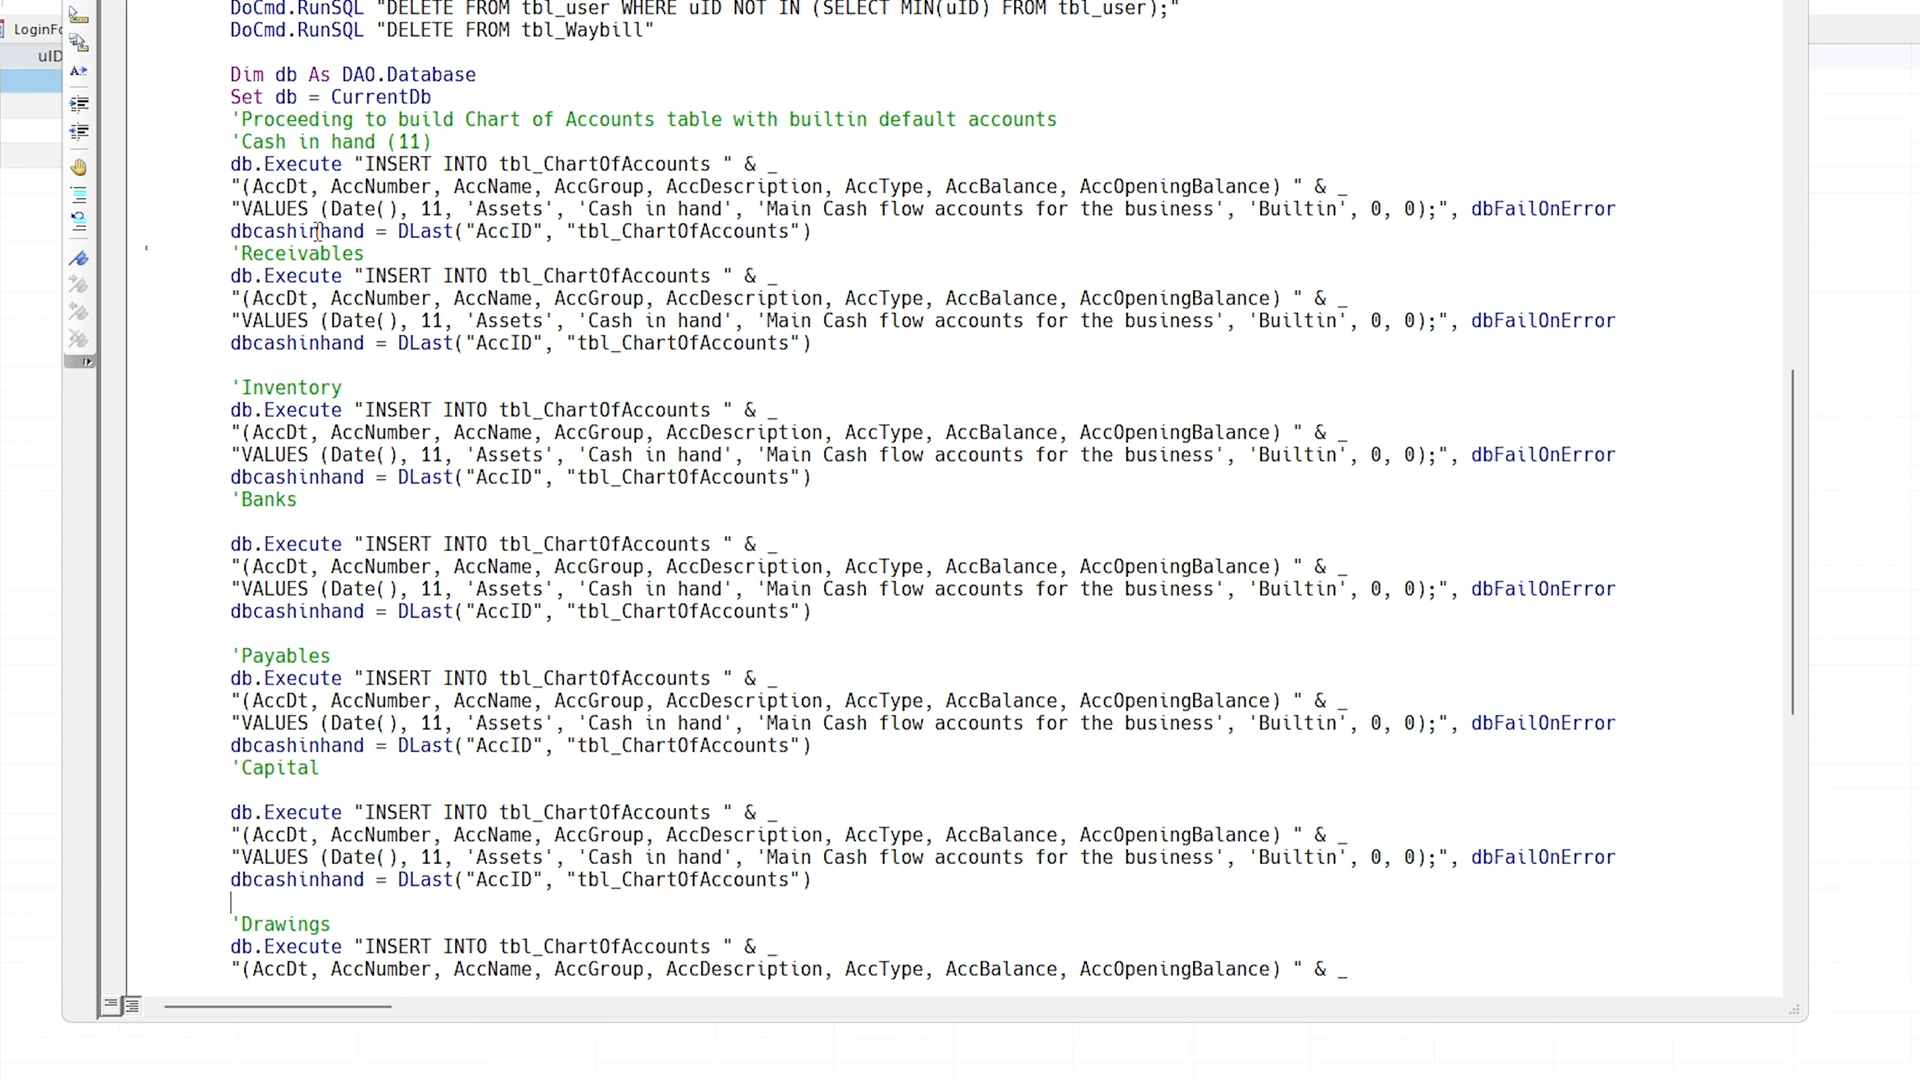 DoCmd.RunSQL "DELETE FROM tbl_user WHERE uID NOT IN (SELECT MIN(uID) FROM tbl_user);"
DoCmd.RunSQL "DELETE FROM tbl_Waybill"
LoginFo
uID
Dim db As DAO.Database
Set db = CurrentDb
'Proceeding to build Chart of Accounts table with builtin default accounts
'Cash in hand (11)
db.Execute "INSERT INTO tbl_ChartOfAccounts " & _
"(AccDt, AccNumber, AccName, AccGroup, AccDescription, AccType, AccBalance, AccOpeningBalance) " & _
"VALUES (Date(), 11, 'Assets', 'Cash in hand', 'Main Cash flow accounts for the business', 'Builtin', 0, 0);", dbFailOnError
dbcashinhand = DLast("AccID", "tbl_ChartOfAccounts")
' 'Receivables
db.Execute "INSERT INTO tbl_ChartOfAccounts " & _
"(AccDt, AccNumber, AccName, AccGroup, AccDescription, AccType, AccBalance, AccOpeningBalance) " & _
"VALUES (Date(), 11, 'Assets', 'Cash in hand', 'Main Cash flow accounts for the business', 'Builtin', 0, 0);", dbFailOnError
dbcashinhand = DLast("AccID", "tbl_ChartOfAccounts")
'Inventory
db.Execute "INSERT INTO tbl_ChartOfAccounts " & _
"(AccDt, AccNumber, AccName, AccGroup, AccDescription, AccType, AccBalance, AccOpeningBalance) " & _
"VALUES (Date(), 11, 'Assets', 'Cash in hand', 'Main Cash flow accounts for the business', 'Builtin', 0, 0);", dbFailOnError
dbcashinhand = DLast("AccID", "tbl_ChartOfAccounts")
'Banks
db.Execute "INSERT INTO tbl_ChartOfAccounts " & _
"(AccDt, AccNumber, AccName, AccGroup, AccDescription, AccType, AccBalance, AccOpeningBalance) " & _
"VALUES (Date(), 11, 'Assets', 'Cash in hand', 'Main Cash flow accounts for the business', 'Builtin', 0, 0);", dbFailOnError
dbcashinhand = DLast("AccID", "tbl_ChartOfAccounts")
'Payables
db.Execute "INSERT INTO tbl_ChartOfAccounts " & _
"(AccDt, AccNumber, AccName, AccGroup, AccDescription, AccType, AccBalance, AccOpeningBalance) " & _
"VALUES (Date(), 11, 'Assets', 'Cash in hand', 'Main Cash flow accounts for the business', 'Builtin', 0, 0);", dbFailOnError
dbcashinhand = DLast("AccID", "tbl_ChartOfAccounts")
'Capital
db.Execute "INSERT INTO tbl_ChartOfAccounts " & _
"(AccDt, AccNumber, AccName, AccGroup, AccDescription, AccType, AccBalance, AccOpeningBalance) " & _
"VALUES (Date(), 11, 'Assets', 'Cash in hand', 'Main Cash flow accounts for the business', 'Builtin', 0, 0);", dbFailOnError
dbcashinhand = DLast("AccID", "tbl_ChartOfAccounts")
'Drawings
db.Execute "INSERT INTO tbl_ChartOfAccounts " & _
"(AccDt, AccNumber, AccName, AccGroup, AccDescription, AccType, AccBalance, AccOpeningBalance) " & _